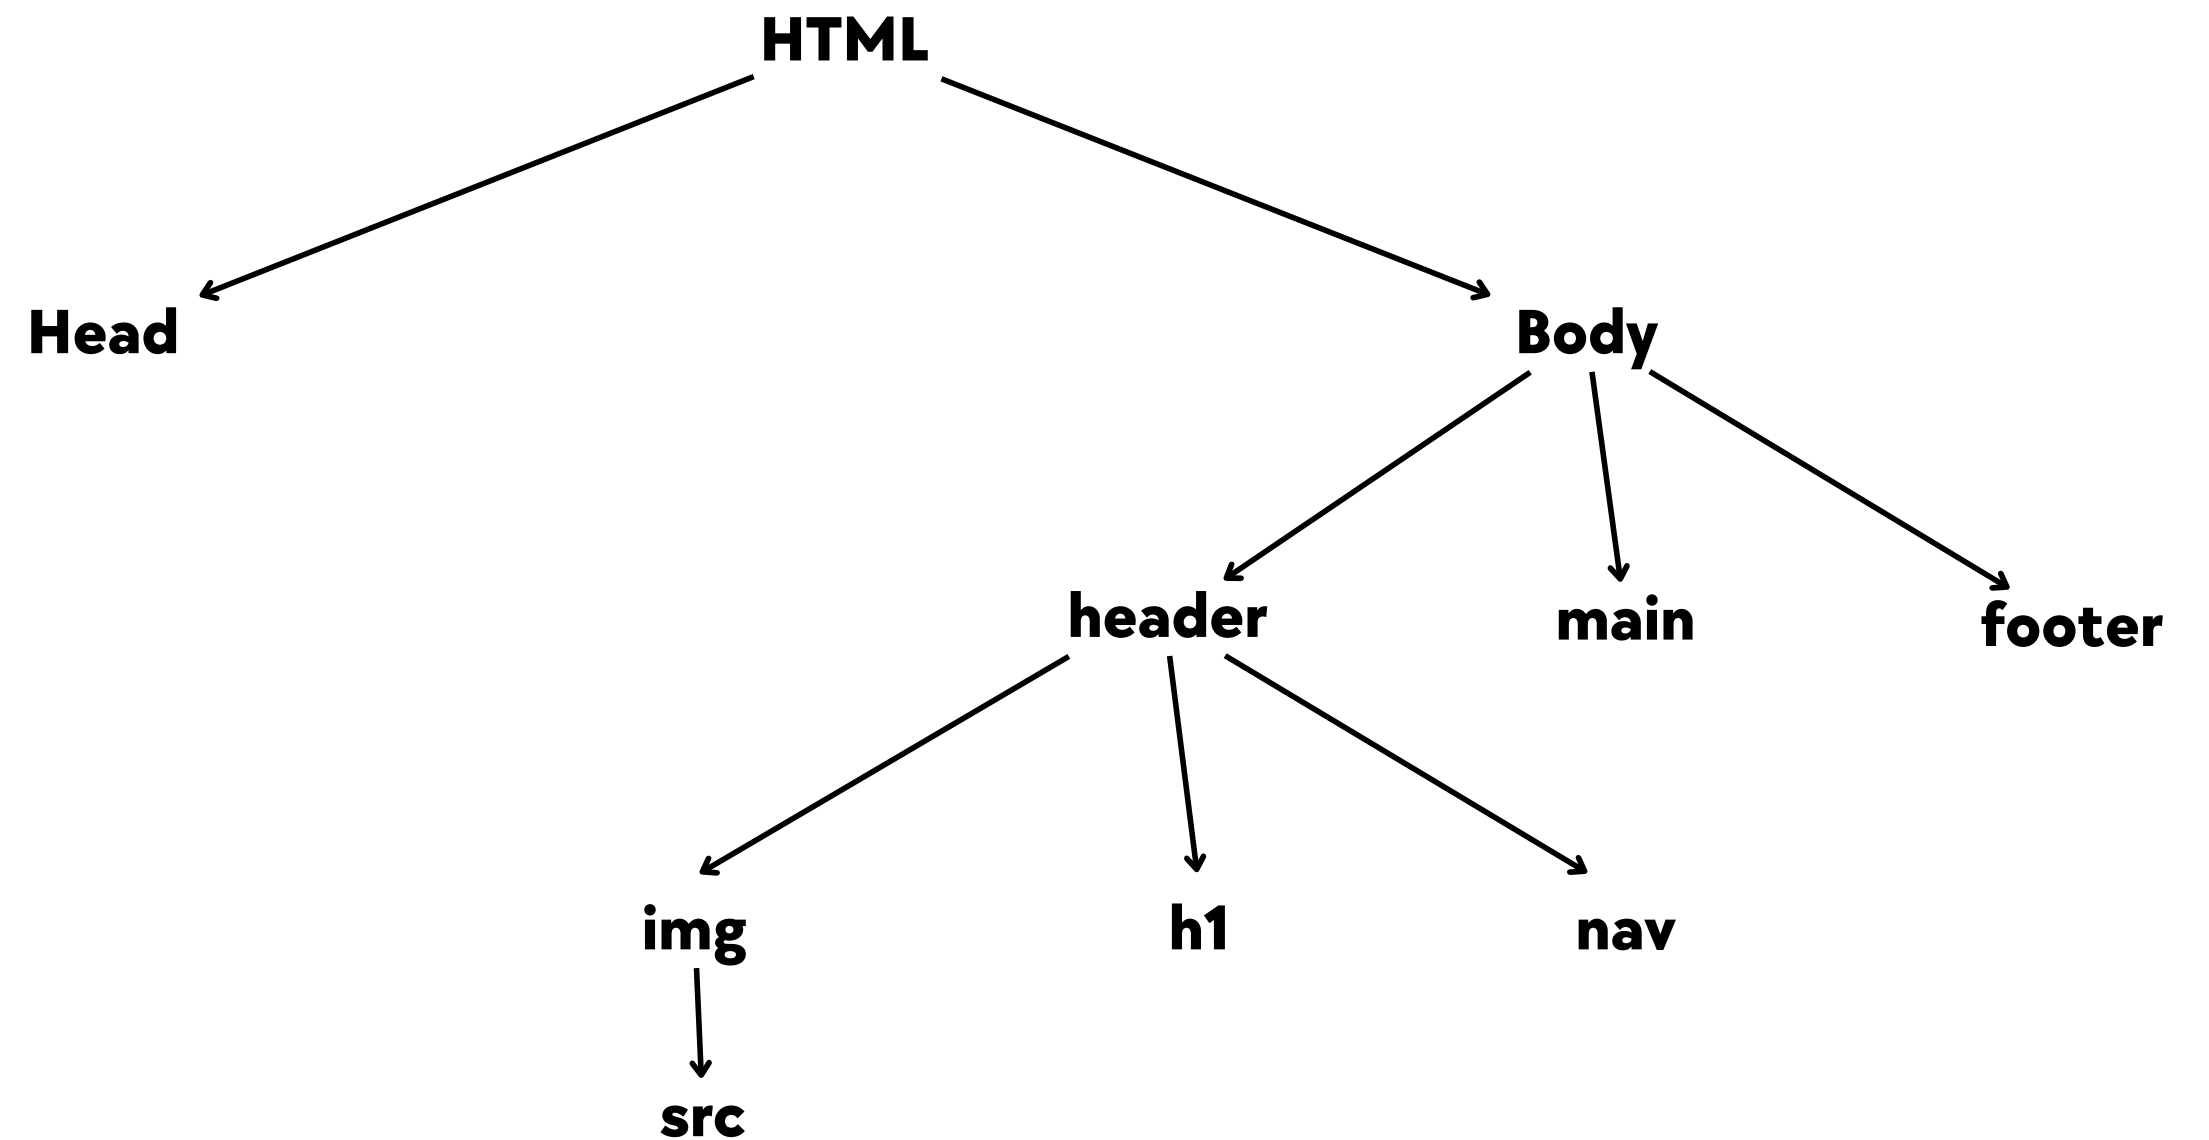 HTML
Head
Body
header
main
footer
img
h1
nav
src